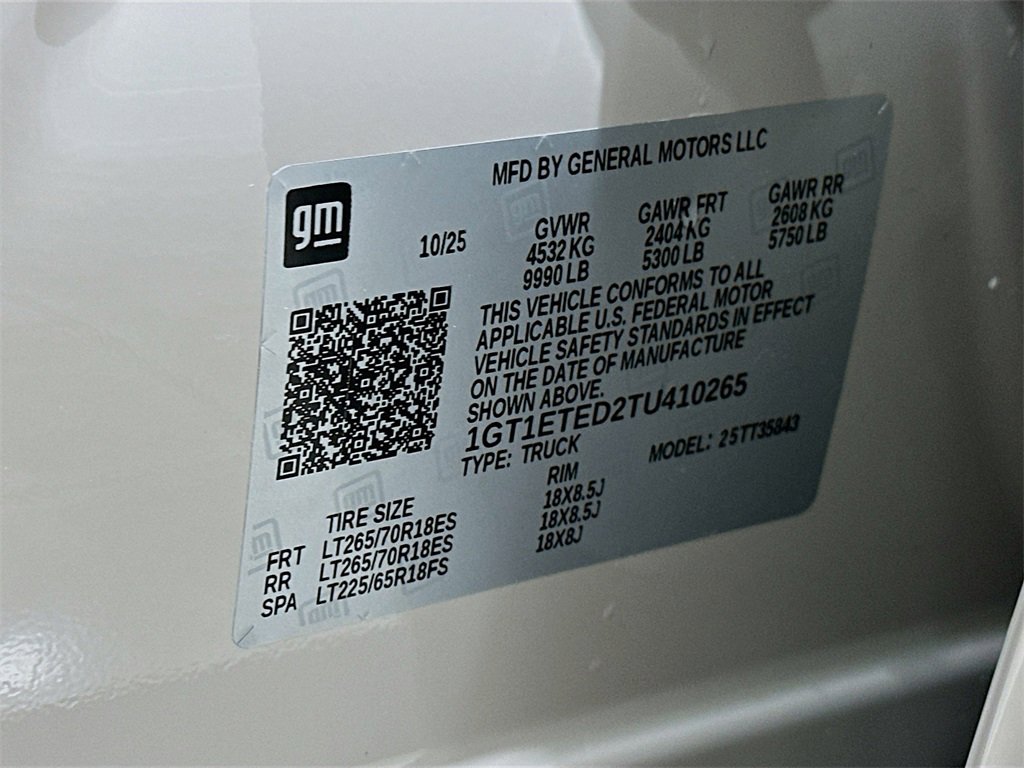 MFD BY GENERAL MOTORS LLC
gm
10/25
GVWR
4532 KG
9990 LB
GAWR FRT
2404 KG
5300 LB
GAWR RR
2608 KG
5750 LB
THIS VEHICLE CONFORMS TO ALL
APPLICABLE U.S. FEDERAL MOTOR
VEHICLE SAFETY STANDARDS IN EFFECT
ON THE DATE OF MANUFACTURE
SHOWN ABOVE.
1GT1ETED2TU410265
TYPE: TRUCK
MODEL: 25TT35843
TIRE SIZE RIM
FRT LT265/70R18ES 18X8.5J
RR LT265/70R18ES 18X8.5J
SPA LT225/65R18FS 18X8J